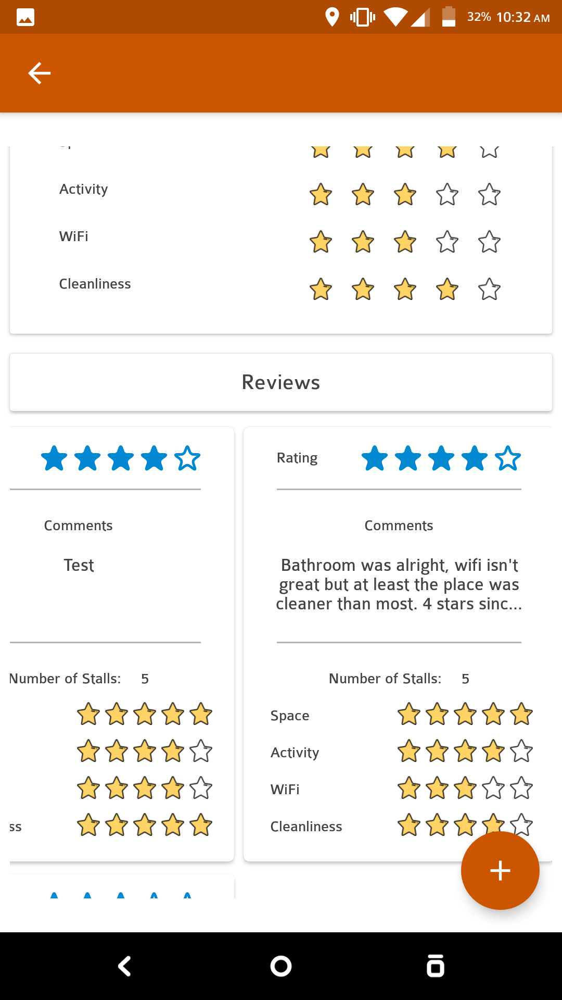 32% 10:32 AM
Activity
WiFi
Cleanliness
Reviews
Comments
Test
Number of Stalls: 5
ss
Rating
Comments
Bathroom was alright, wifi isn't
great but at least the place was
cleaner than most. 4 stars sinc...
Number of Stalls: 5
Space
Activity
WiFi
Cleanliness